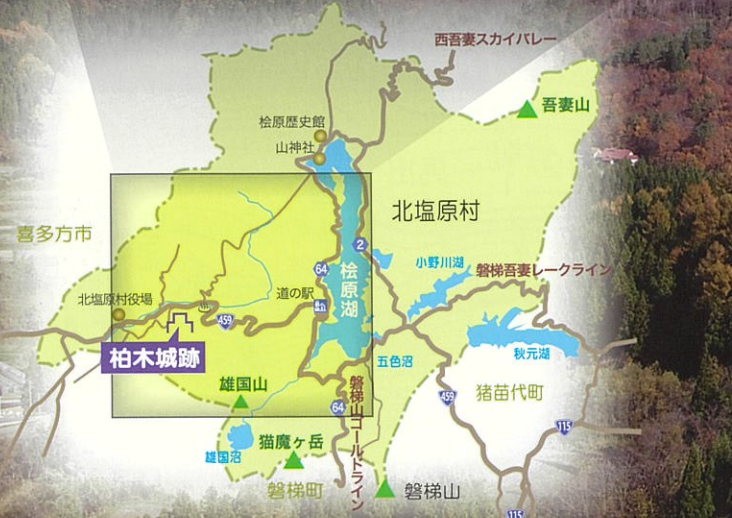 西吾妻スカイバレー
吾妻山
桧原歴史館
山神社
北塩原村
喜多方市
2
64
桧原湖
小野川湖
磐梯吾妻レークライン
北塩原村役場
道の駅
459
柏木城跡
五色沼
秋元湖
雄国山
64
磐梯山ゴールドライン
459
猪苗代町
115
雄国沼
猫魔ヶ岳
磐梯町
磐梯山
115